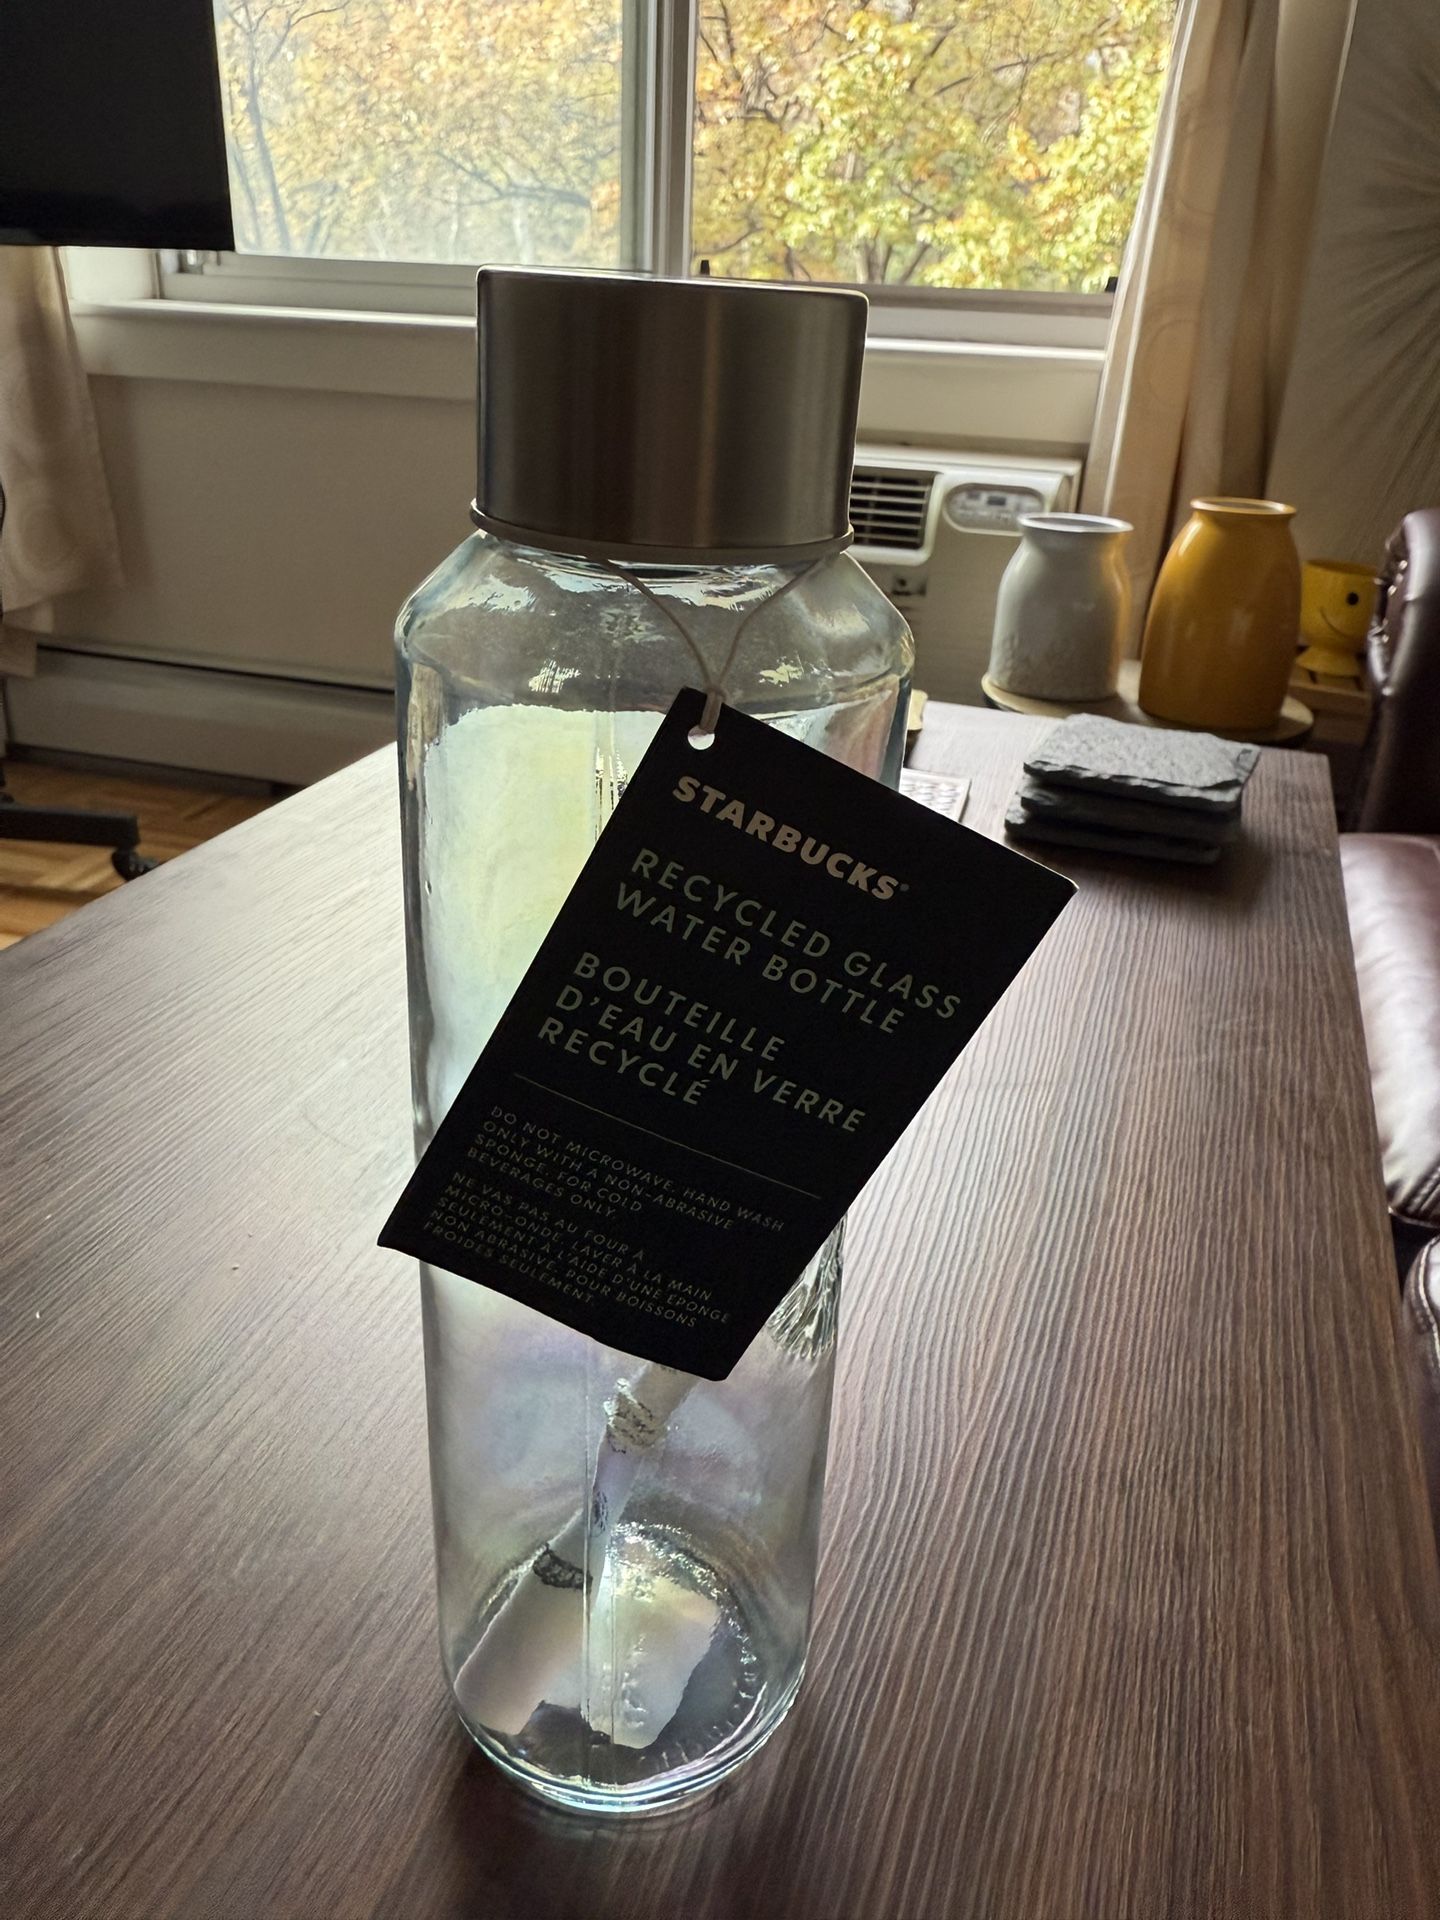 STARBUCKS®
RECYCLED GLASS
WATER BOTTLE
BOUTEILLE
D'EAU EN VERRE
RECYCLÉ
DO NOT MICROWAVE. HAND WASH
ONLY WITH A NON-ABRASIVE
SPONGE. FOR COLD
BEVERAGES ONLY.
NE VAS PAS AU FOUR À
MICRO-ONDE. LAVER À LA MAIN
SEULEMENT À L'AIDE D'UNE ÉPONGE
NON-ABRASIVE. POUR BOISSONS
ROIDES SEULEMENT.